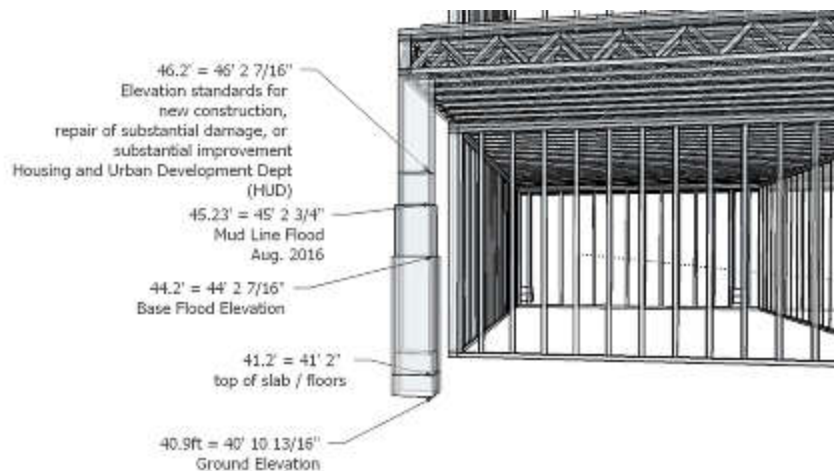 46.2' = 46' 2 7/16"
Elevation standards for
new construction,
repair of substantial damage, or
substantial improvement
Housing and Urban Development Dept
(HUD)
45.23' = 45' 2 3/4"
Mud Line Flood
Aug. 2016
44.2' = 44' 2 7/16"
Base Flood Elevation
41.2' = 41' 2"
top of slab / floors
40.9ft = 40' 10 13/16"
Ground Elevation